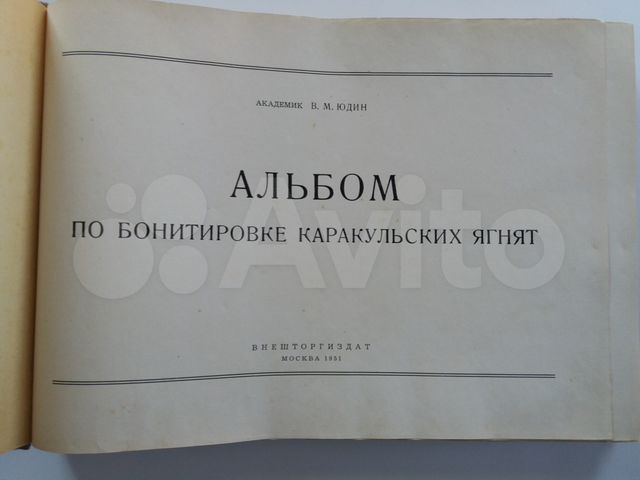 АКАДЕМИК В. М. ЮДИН
АЛЬБОМ
ПО БОНИТИРОВКЕ КАРАКУЛЬСКИХ ЯГНЯТ
Avito
ВНЕШТОРГИЗДАТ
МОСКВА 1951